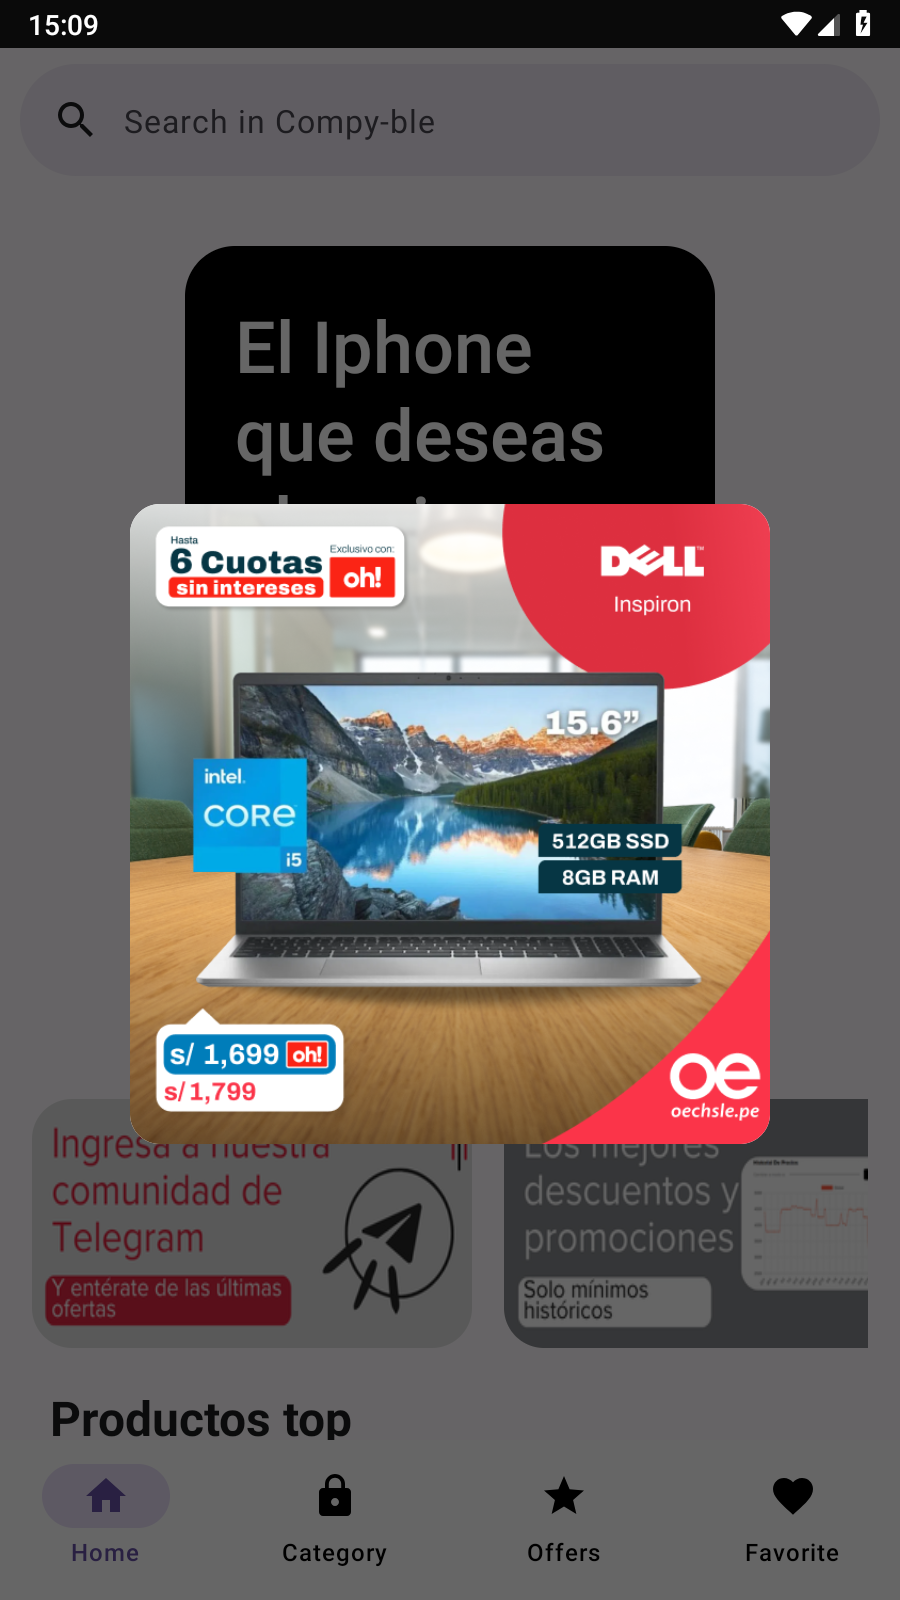 15:09
Search in Compy-ble
El Iphone
que deseas
Hasta
6 Cuotas
sin intereses
Exclusivo con:
oh!
DELL™
Inspiron
15.6”
intel.
CORE
i5
512GB SSD
8GB RAM
s/ 1,699 oh!
s/ 1,799
oe
oechsle.pe
Ingresa a nuestra
comunidad de
Telegram
Y entérate de las últimas
ofertas
Los mejores
descuentos y
promociones
Solo mínimos
históricos
Productos top
Home
Category
Offers
Favorite